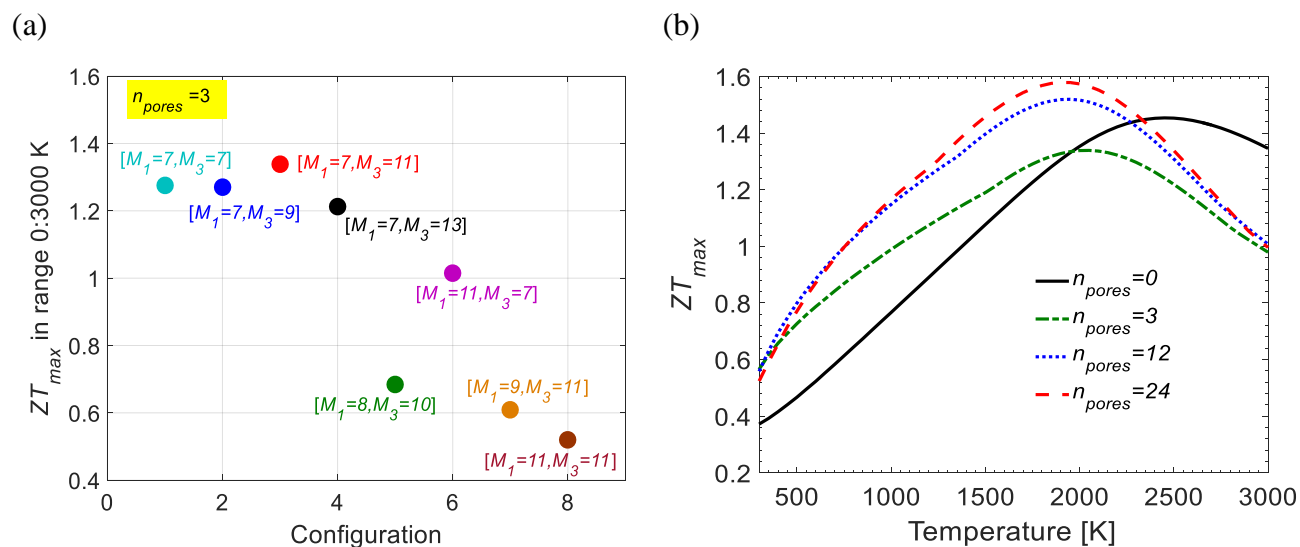 (a)
n_pores =3
ZT_max in range 0:3000 K
1.6
1.4
1.2
1
0.8
0.6
0.4
[M_1=7,M_3=7]
[M_1=7,M_3=9]
[M_1=7,M_3=11]
[M_1=7,M_3=13]
[M_1=11,M_3=7]
[M_1=8,M_3=10]
[M_1=9,M_3=11]
[M_1=11,M_3=11]
0 2 4 6 8
Configuration
(b)
ZT_max
1.6
1.4
1.2
1
0.8
0.6
0.4
0.2
n_pores=0
n_pores=3
n_pores=12
n_pores=24
500 1000 1500 2000 2500 3000
Temperature [K]